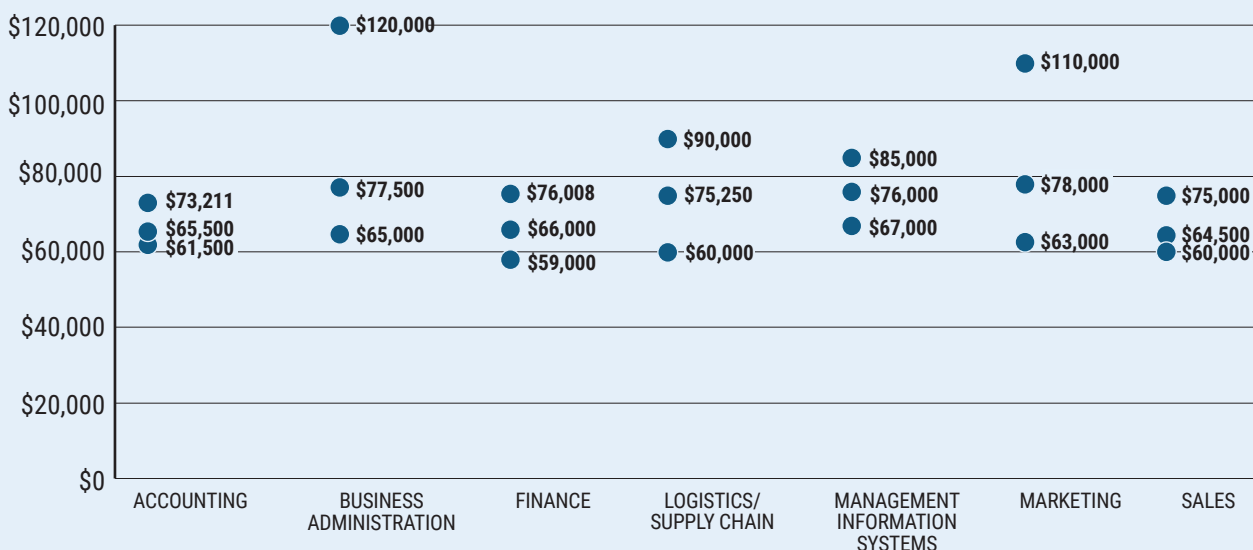 $120,000
$100,000
$80,000
$60,000
$40,000
$20,000
$0
$73,211
$65,500
$61,500
$120,000
$77,500
$65,000
$76,008
$66,000
$59,000
$90,000
$75,250
$60,000
$85,000
$76,000
$67,000
$110,000
$78,000
$63,000
$75,000
$64,500
$60,000
ACCOUNTING
BUSINESS
ADMINISTRATION
FINANCE
LOGISTICS/
SUPPLY CHAIN
MANAGEMENT
INFORMATION
SYSTEMS
MARKETING
SALES